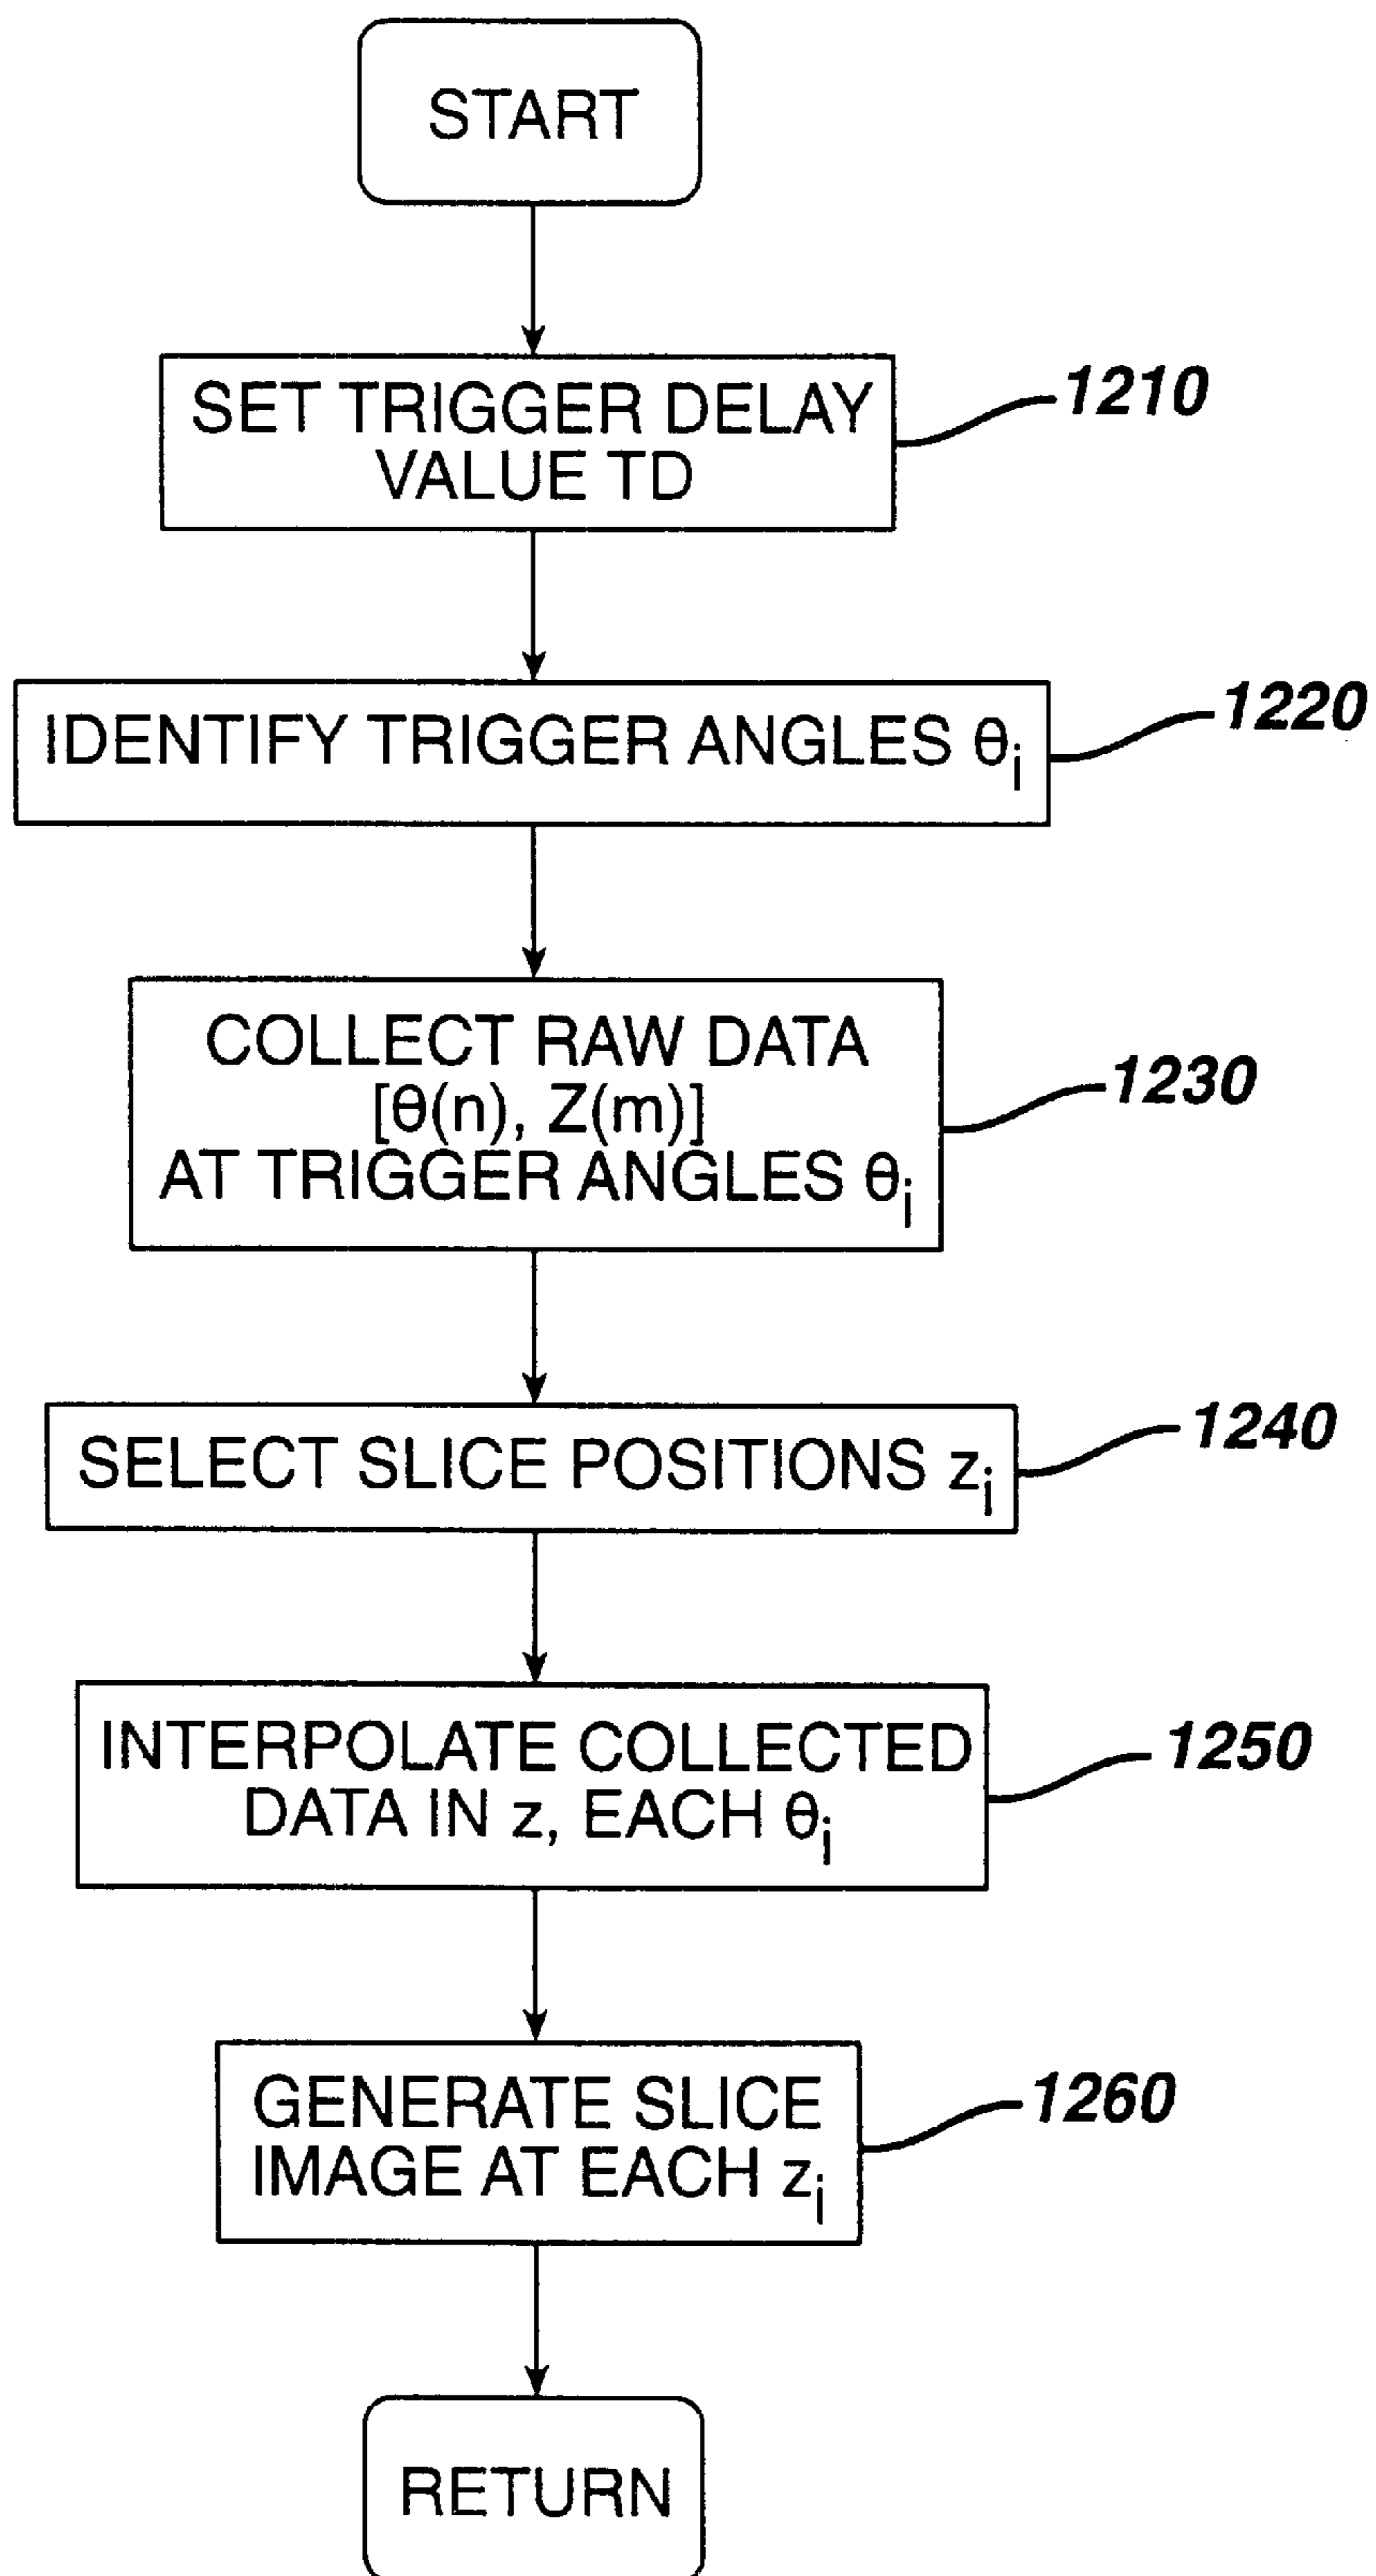 START
SET TRIGGER DELAY
VALUE TD
1210
IDENTIFY TRIGGER ANGLES θi
1220
COLLECT RAW DATA
[θ(n), Z(m)]
AT TRIGGER ANGLES θi
1230
SELECT SLICE POSITIONS zi
1240
INTERPOLATE COLLECTED
DATA IN z, EACH θi
1250
GENERATE SLICE
IMAGE AT EACH zi
1260
RETURN